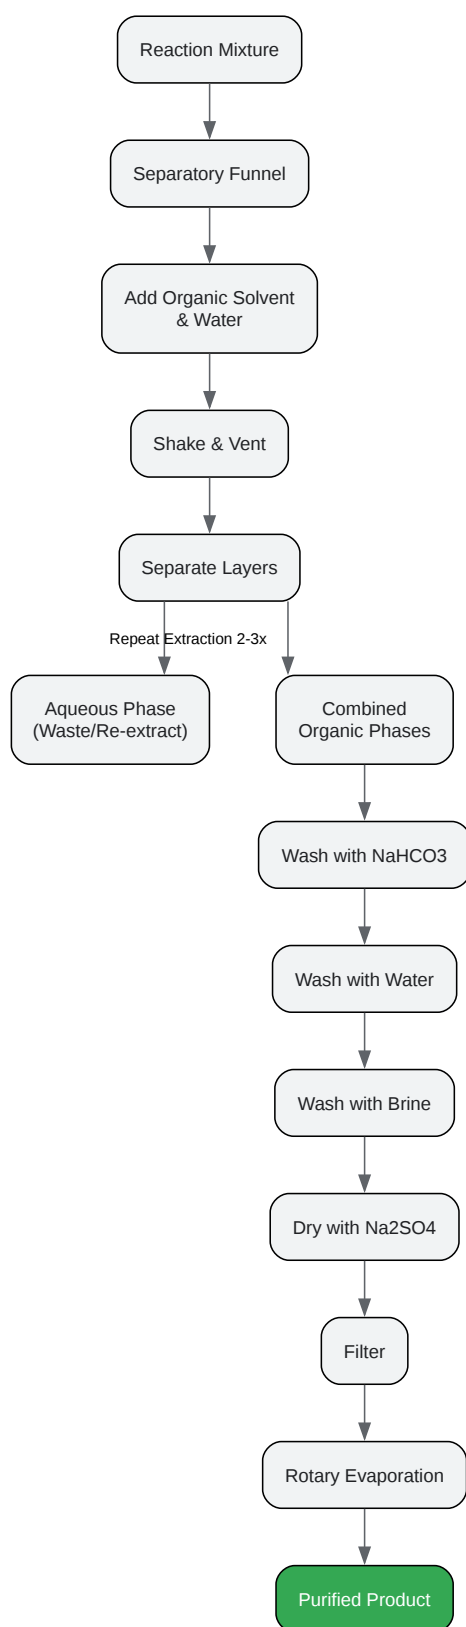 Reaction Mixture
Separatory Funnel
Add Organic Solvent
& Water
Shake & Vent
Separate Layers
Repeat Extraction 2-3x
Aqueous Phase
(Waste/Re-extract)
Combined
Organic Phases
Wash with NaHCO3
Wash with Water
Wash with Brine
Dry with Na2SO4
Filter
Rotary Evaporation
Purified Product